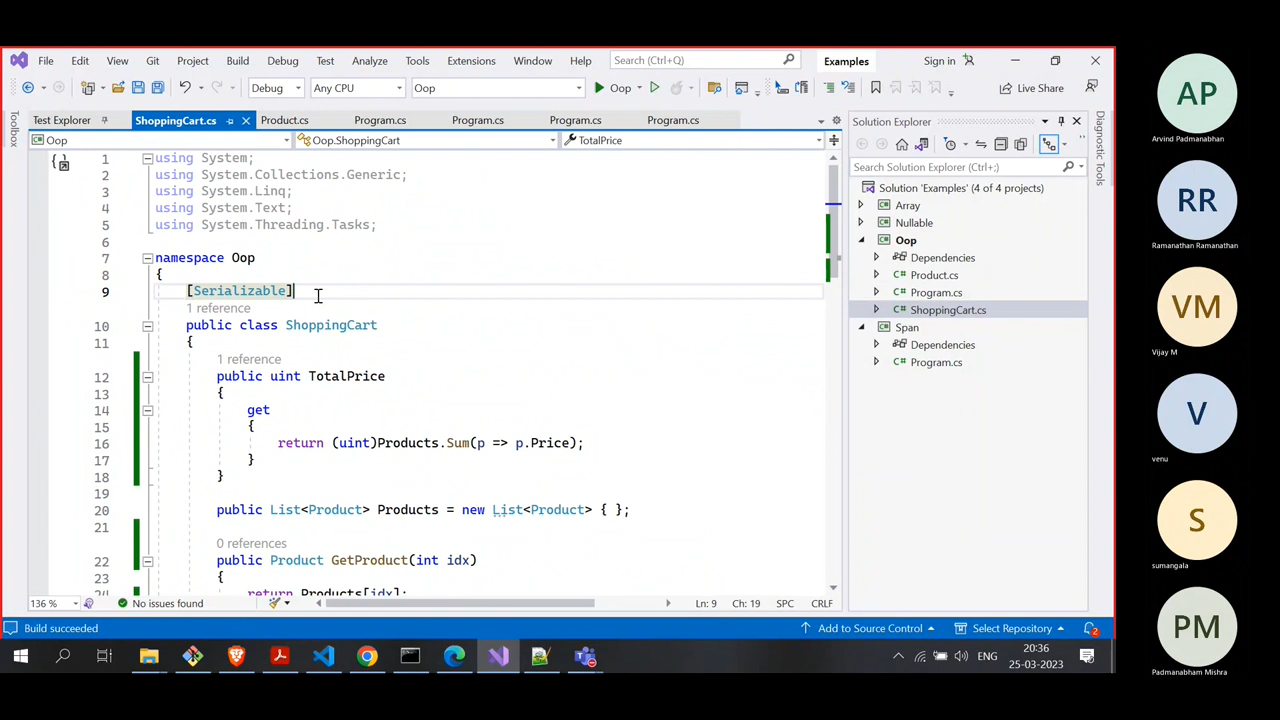 File Edit View Git Project Build Debug Test Analyze Tools Extensions Window Help Search (Ctrl+Q) Examples Sign in
Debug Any CPU Oop Oop Live Share
Test Explorer ShoppingCart.cs Product.cs Program.cs Program.cs Program.cs Program.cs
Oop Oop.ShoppingCart TotalPrice
Toolbox
1 using System;
2 using System.Collections.Generic;
3 using System.Linq;
4 using System.Text;
5 using System.Threading.Tasks;
6
7 namespace Oop
8 {
9 [Serializable]
1 reference
10 public class ShoppingCart
11 {
1 reference
12 public uint TotalPrice
13 {
14 get
15 {
16 return (uint)Products.Sum(p => p.Price);
17 }
18 }
19
20 public List<Product> Products = new List<Product> { };
21
0 references
22 public Product GetProduct(int idx)
23 {
24 return Products[idx];
136 % No issues found Ln: 9 Ch: 19 SPC CRLF
Solution Explorer
Search Solution Explorer (Ctrl+;)
Solution 'Examples' (4 of 4 projects)
Array
Nullable
Oop
Dependencies
Product.cs
Program.cs
ShoppingCart.cs
Span
Dependencies
Program.cs
Diagnostic Tools
Build succeeded Add to Source Control Select Repository 2
ENG 20:36
25-03-2023
AP
Arvind Padmanabhan
RR
Ramanathan Ramanathan
VM
Vijay M
V
venu
S
sumangala
PM
Padmanabham Mishra